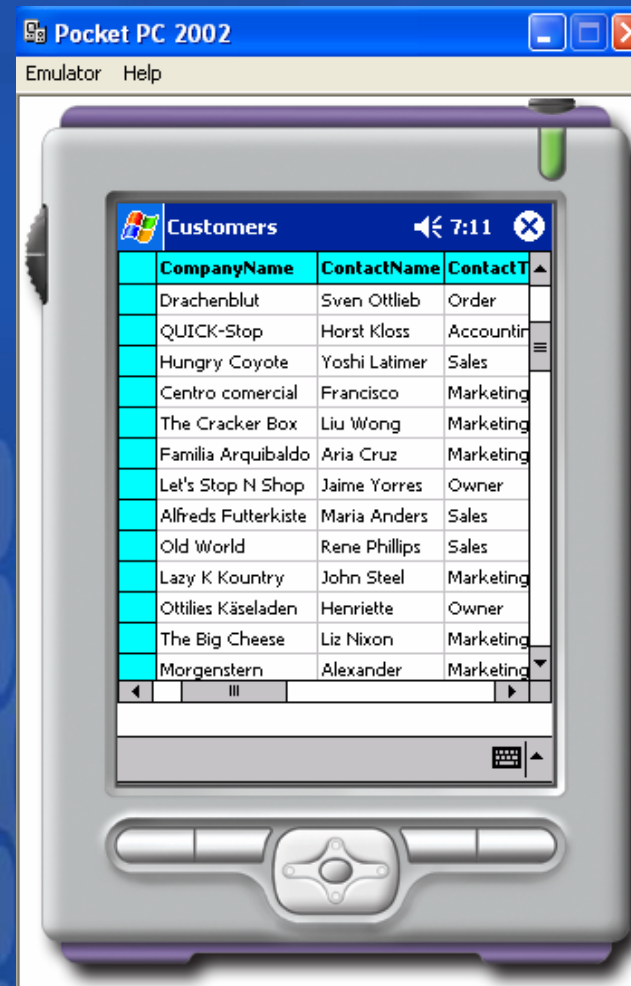 Pocket PC 2002
Emulator Help
Customers 7:11
CompanyName ContactName ContactT
Drachenblut Sven Ottlieb Order
QUICK-Stop Horst Kloss Accountin
Hungry Coyote Yoshi Latimer Sales
Centro comercial Francisco Marketing
The Cracker Box Liu Wong Marketing
Familia Arquibaldo Aria Cruz Marketing
Let's Stop N Shop Jaime Yorres Owner
Alfreds Futterkiste Maria Anders Sales
Old World Rene Phillips Sales
Lazy K Kountry John Steel Marketing
Ottilies Käseladen Henriette Owner
The Big Cheese Liz Nixon Marketing
Morgenstern Alexander Marketing